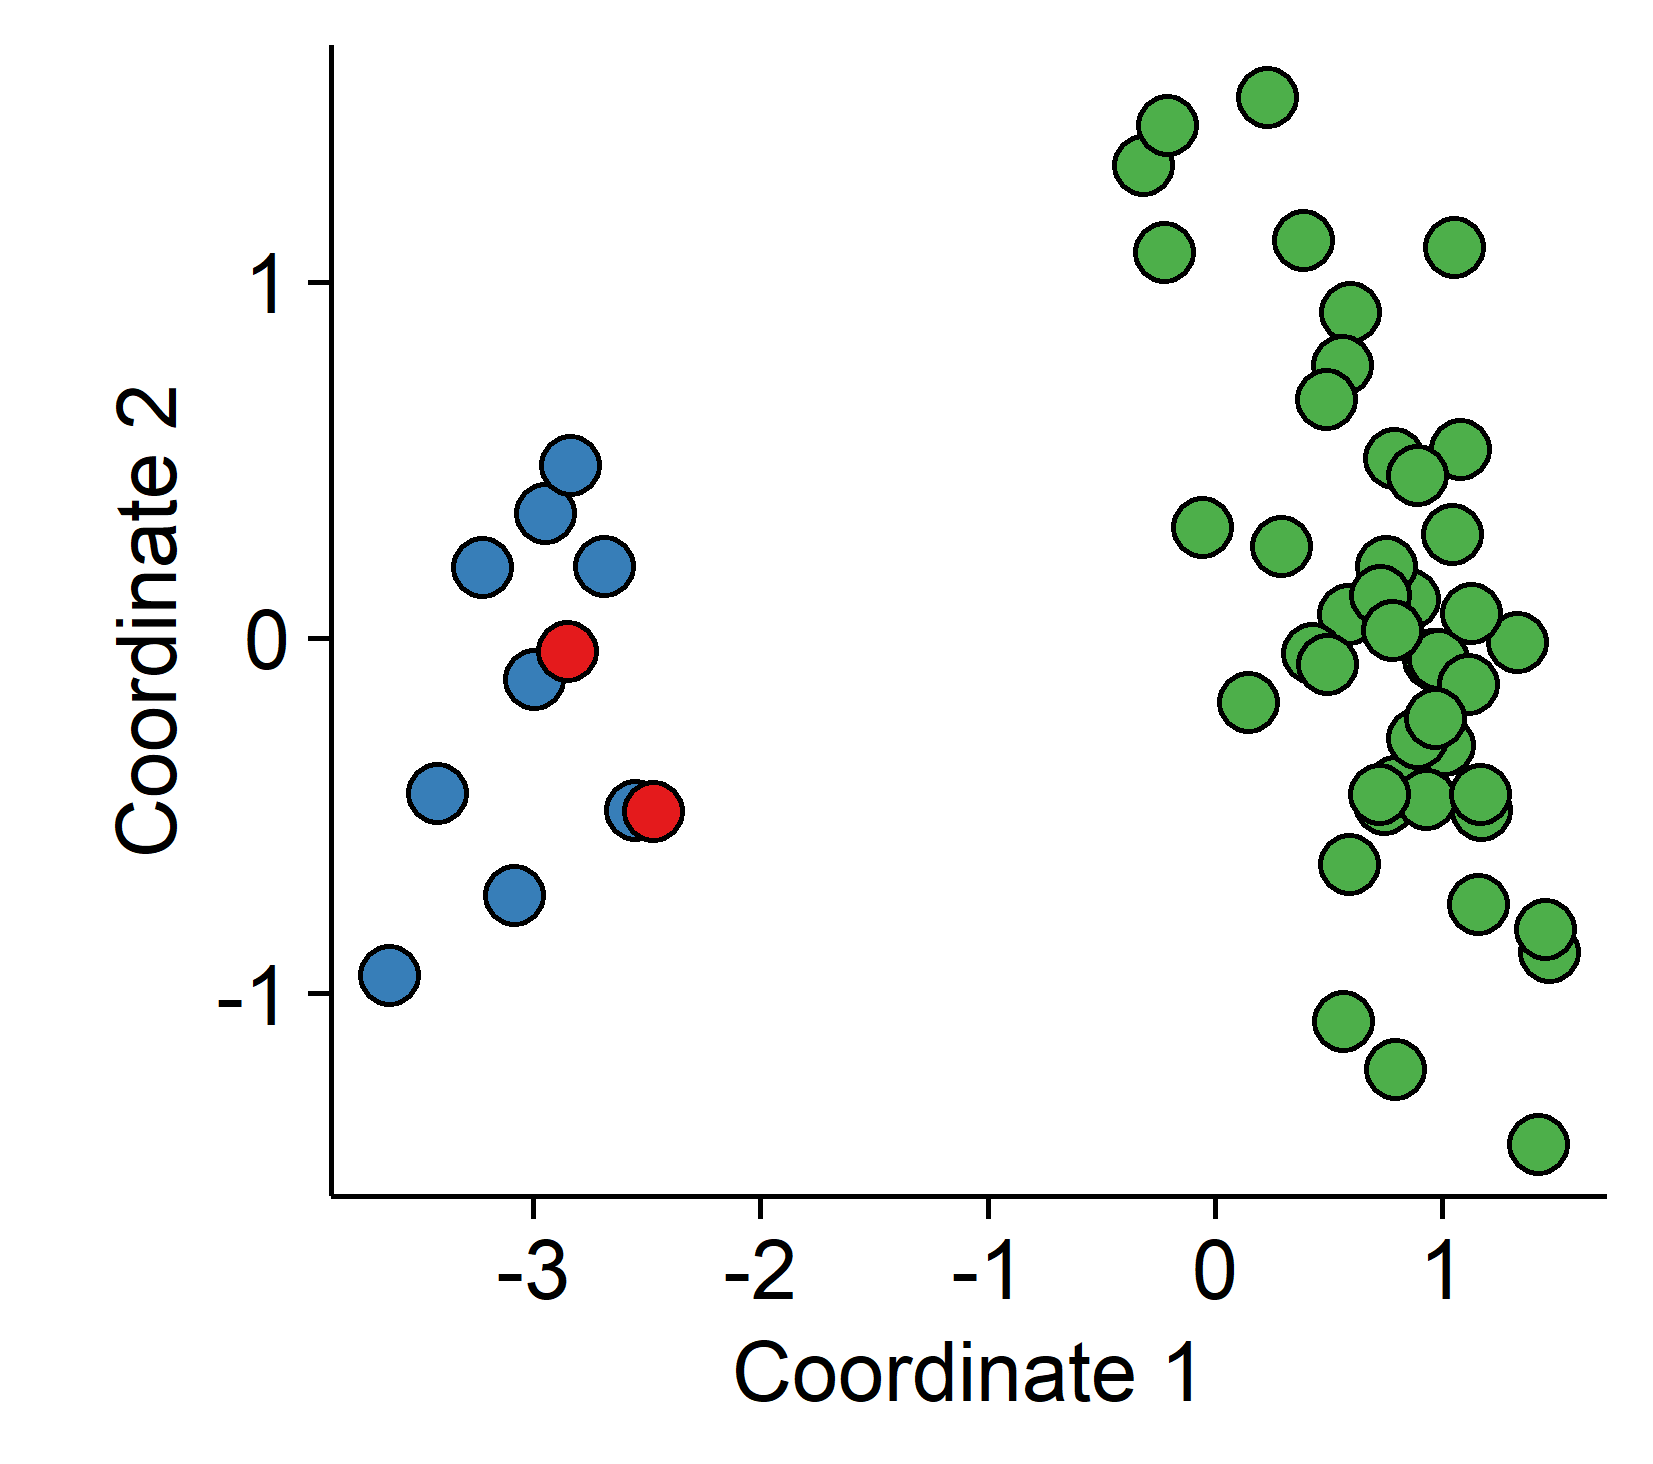 1
0
-1
Coordinate 2
-3 -2 -1 0 1
Coordinate 1